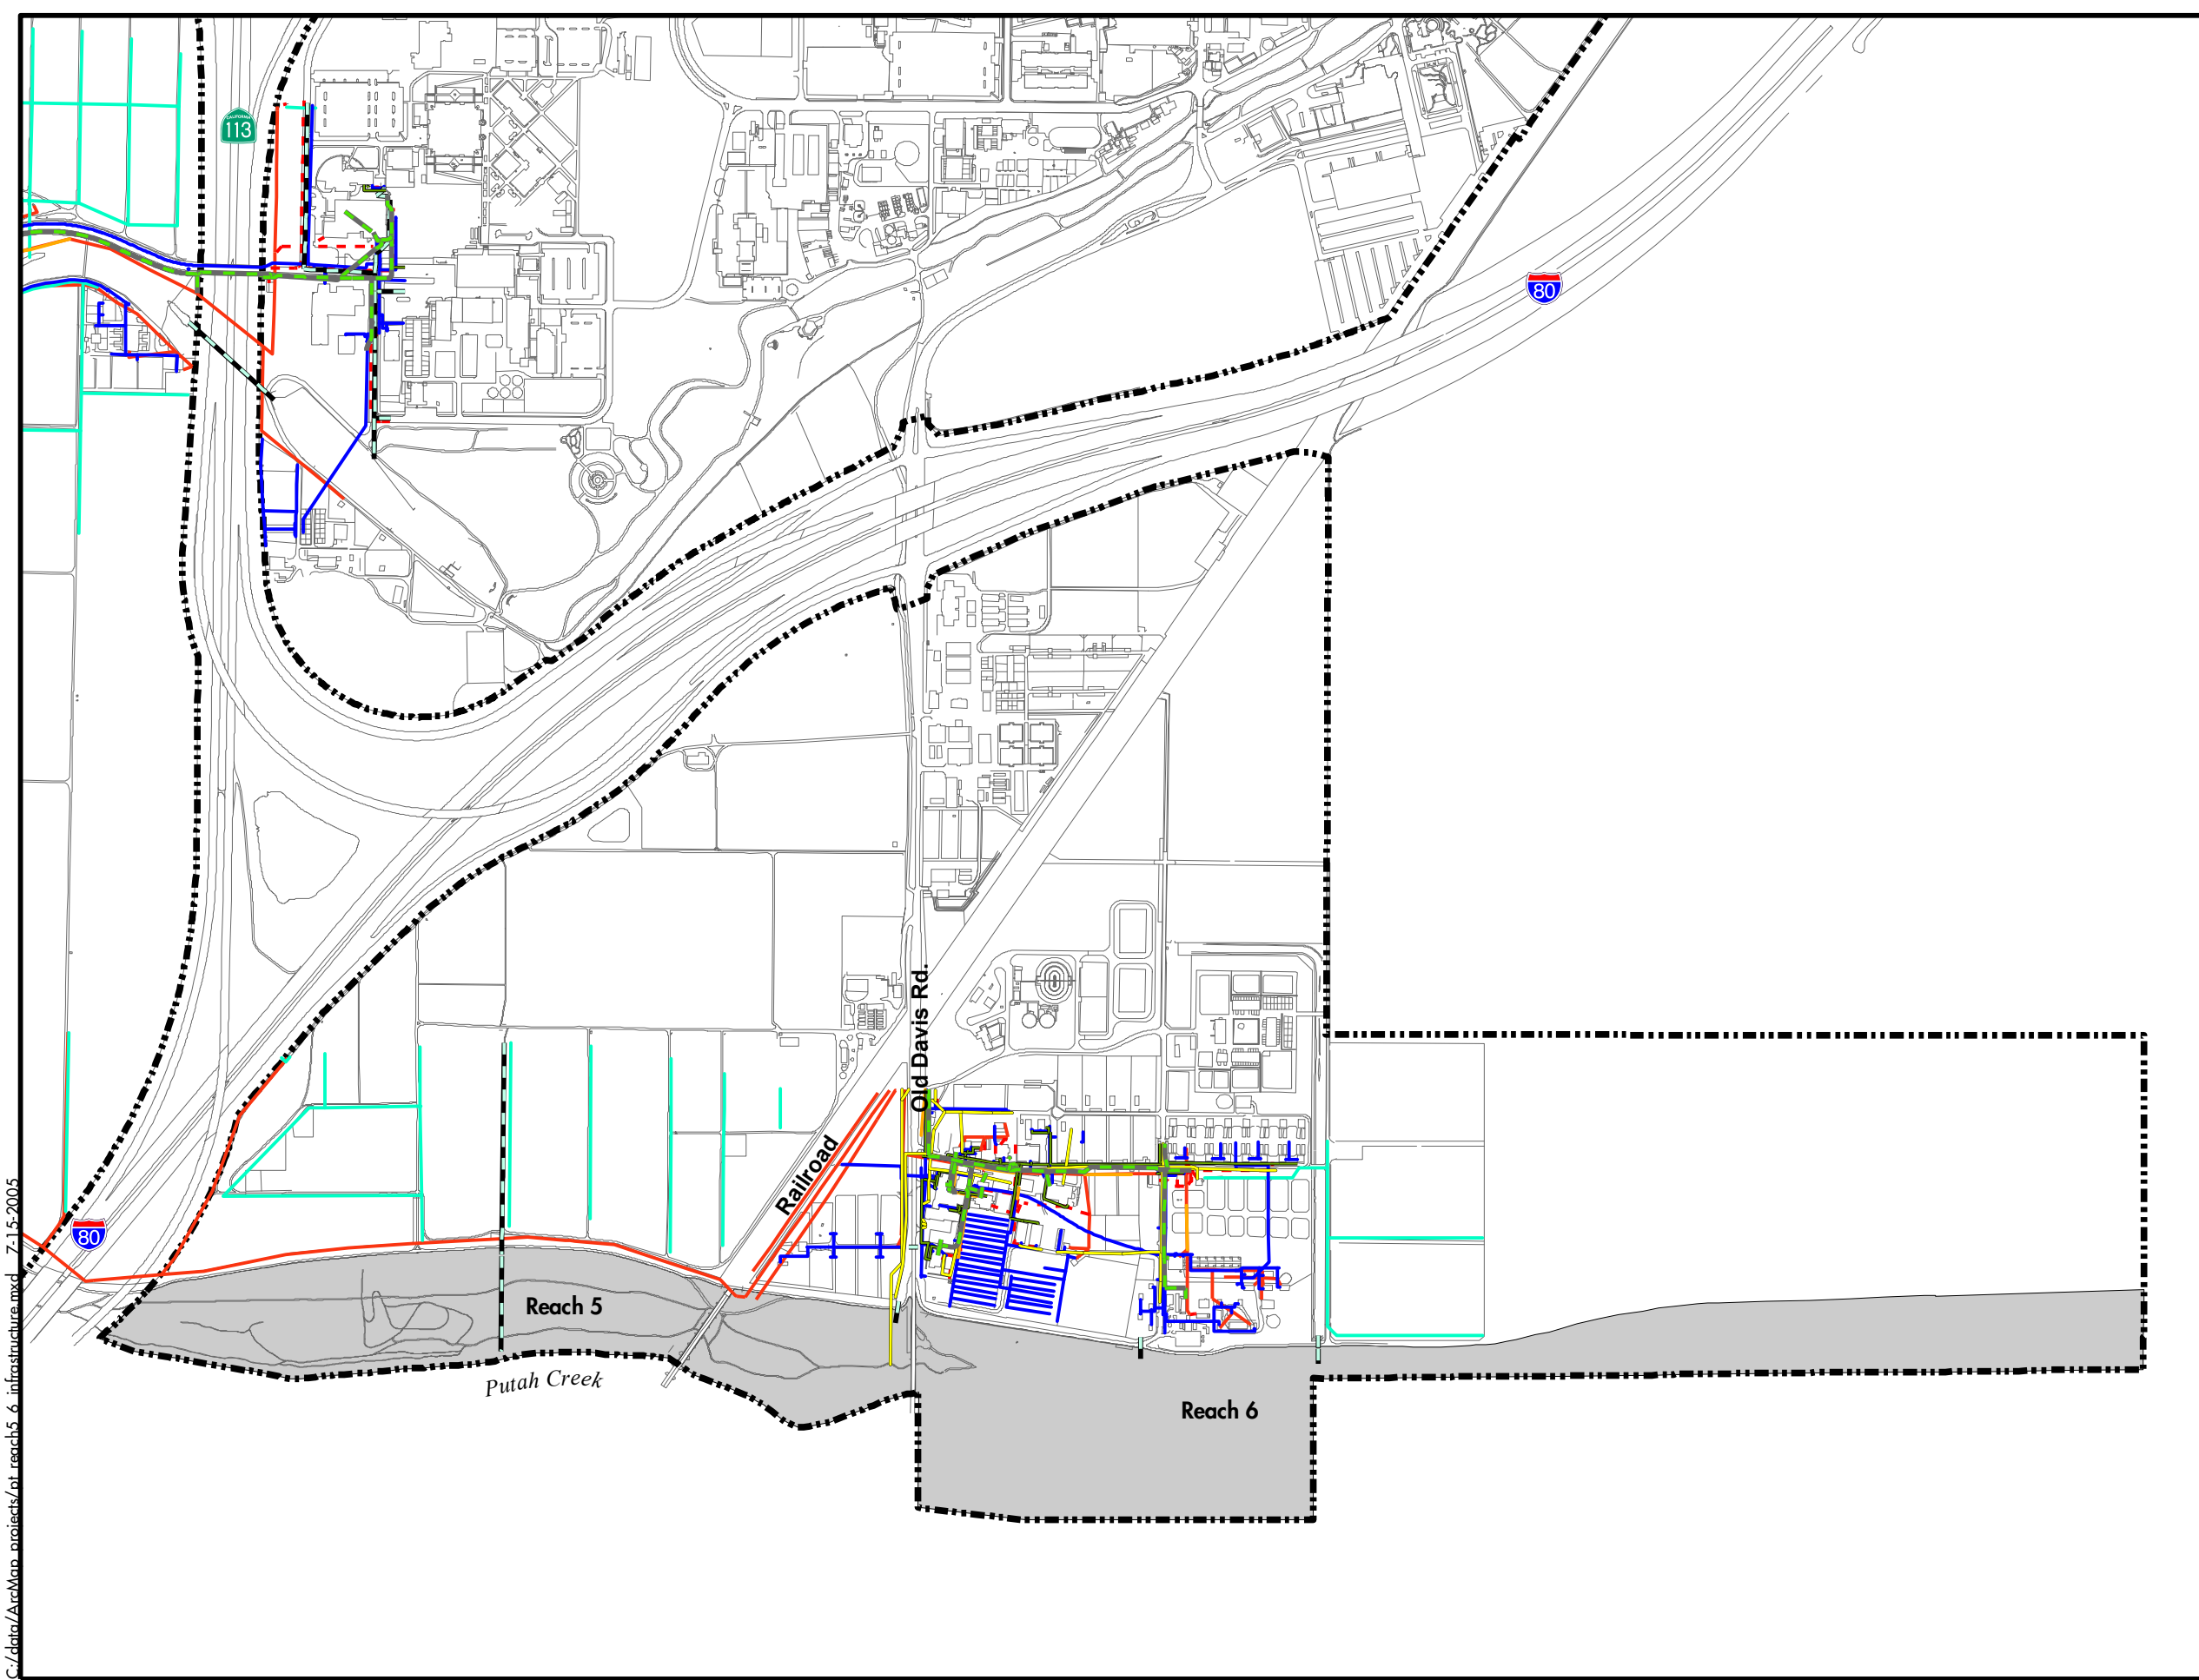 CALIFORNIA
113
80
Old Davis Rd.
Railroad
80
Reach 5
Putah Creek
Reach 6
C:/data/ArcMap_projects/pt_reach5_6_infrastructure.mxd 7-15-2005